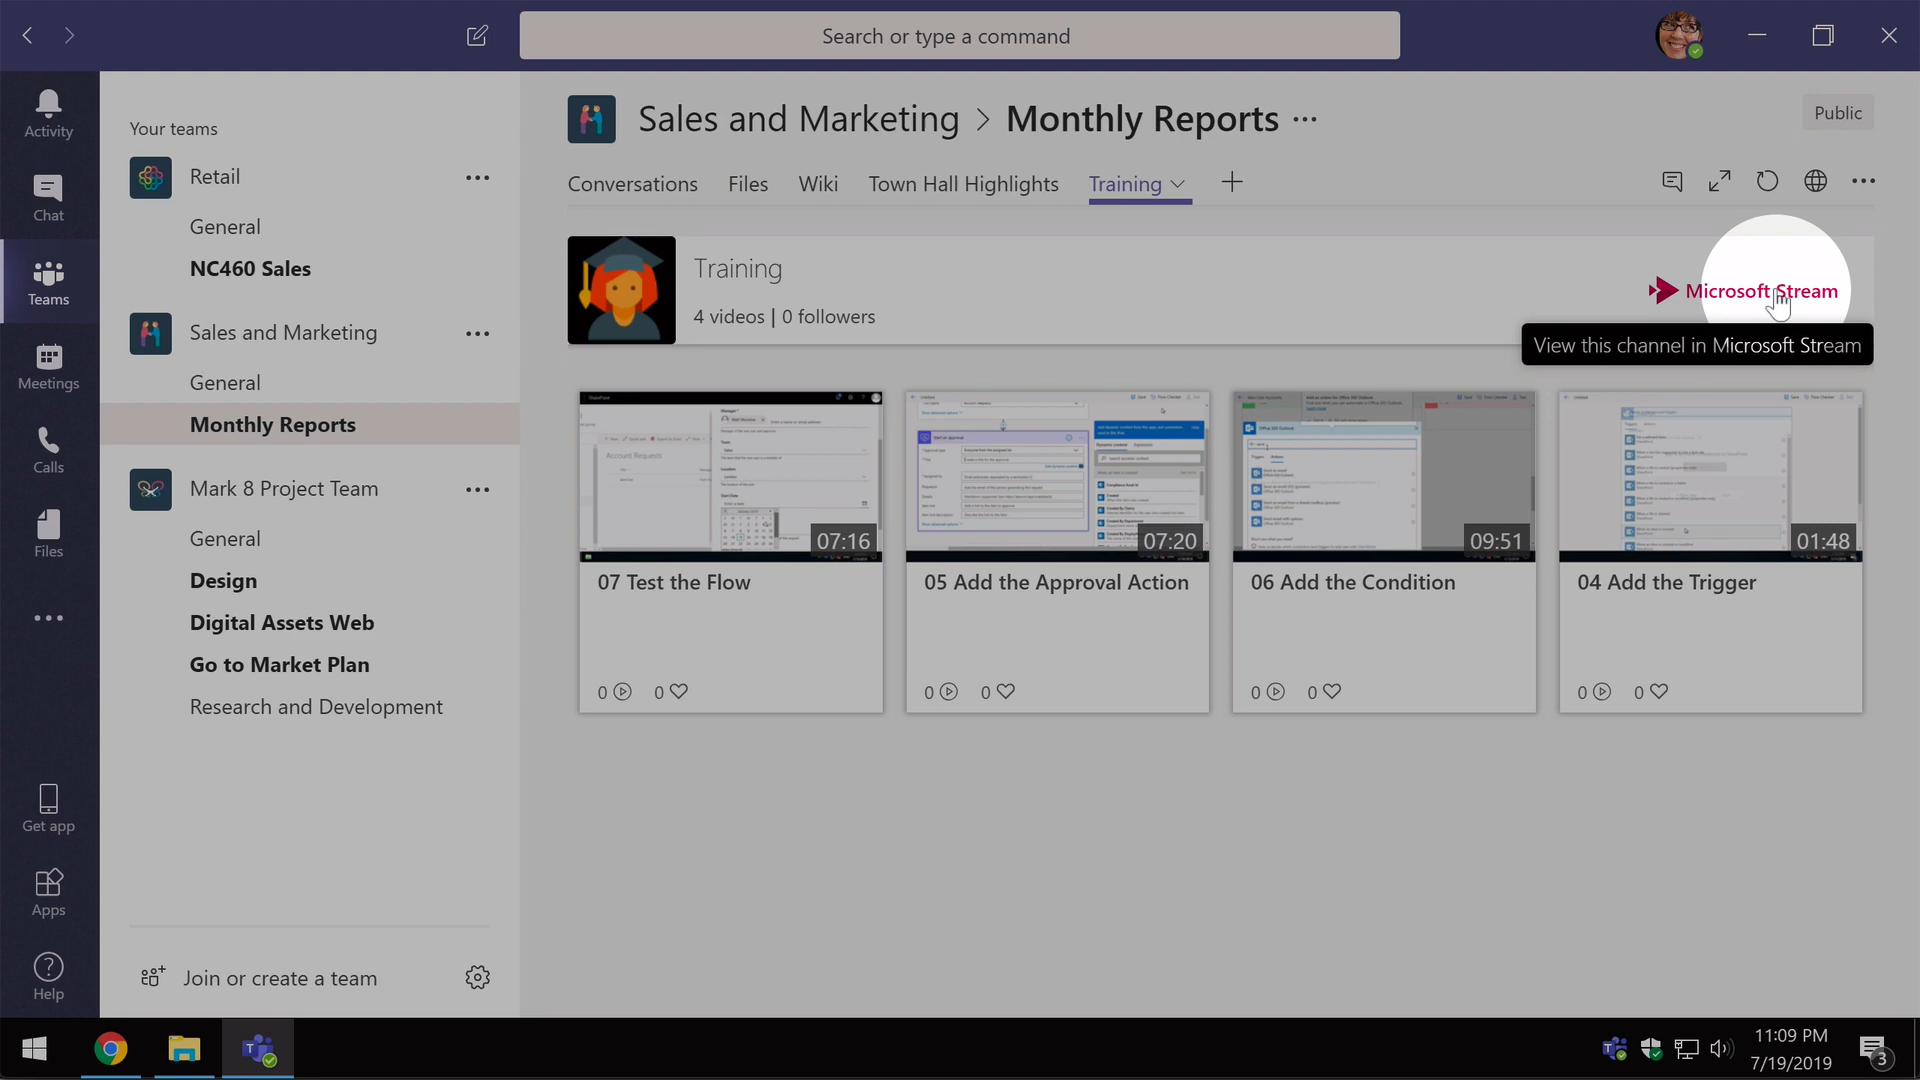 Search or type a command
Activity
Chat
Teams
Meetings
Calls
Files
Get app
Apps
Help
Your teams
Retail
General
NC460 Sales
Sales and Marketing
General
Monthly Reports
Mark 8 Project Team
General
Design
Digital Assets Web
Go to Market Plan
Research and Development
Join or create a team
Sales and Marketing > Monthly Reports ...
Public
Conversations Files Wiki Town Hall Highlights Training
Training
4 videos | 0 followers
Microsoft Stream
View this channel in Microsoft Stream
Account Requests
07:16
07:20
09:51
01:48
07 Test the Flow
05 Add the Approval Action
06 Add the Condition
04 Add the Trigger
0 0
0 0
0 0
0 0
11:09 PM
7/19/2019
3